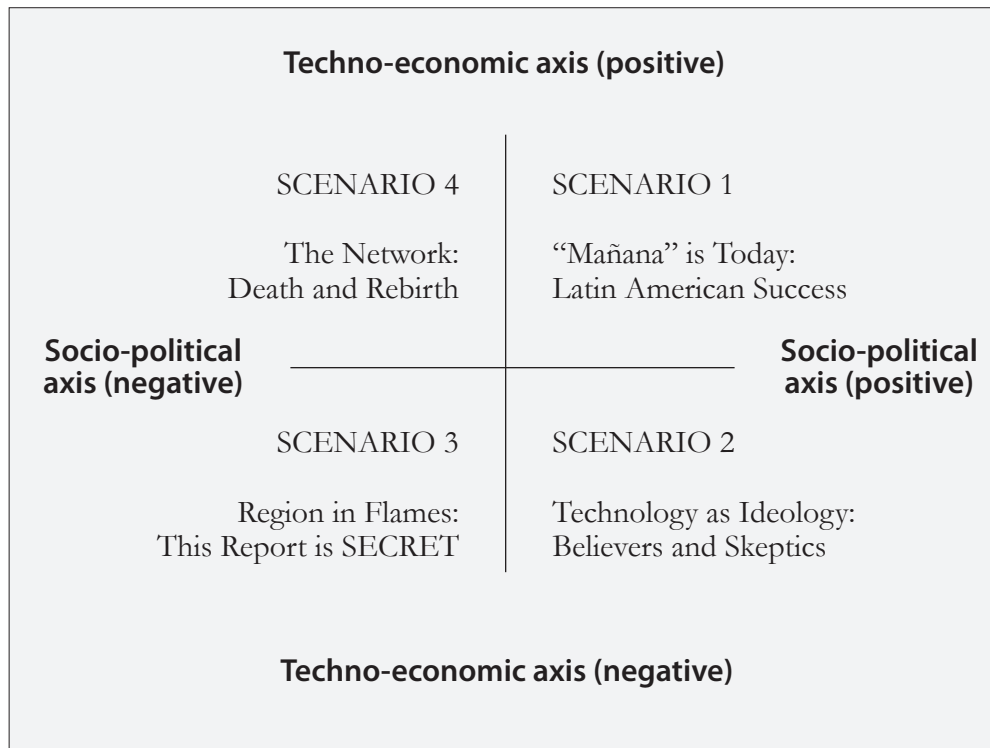 Techno-economic axis (positive)
SCENARIO 4
The Network:
Death and Rebirth
SCENARIO 1
“Mañana” is Today:
Latin American Success
Socio-political
axis (negative)
Socio-political
axis (positive)
SCENARIO 3
Region in Flames:
This Report is SECRET
SCENARIO 2
Technology as Ideology:
Believers and Skeptics
Techno-economic axis (negative)